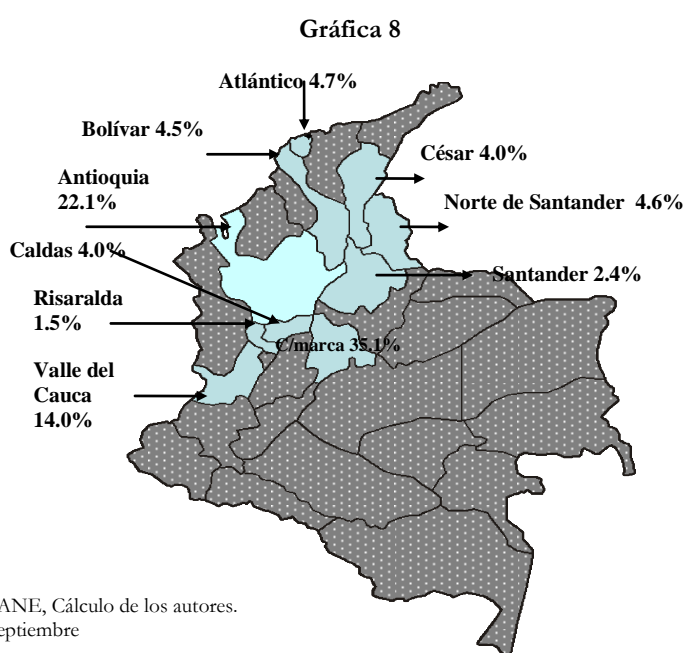 Gráfica 8
Atlántico 4.7%
Bolívar 4.5%
César 4.0%
Antioquia
22.1%
Norte de Santander 4.6%
Caldas 4.0%
Santander 2.4%
Risaralda
1.5%
C/marca 35.1%
Valle del
Cauca
14.0%
ANE, Cálculo de los autores.
eptiembre